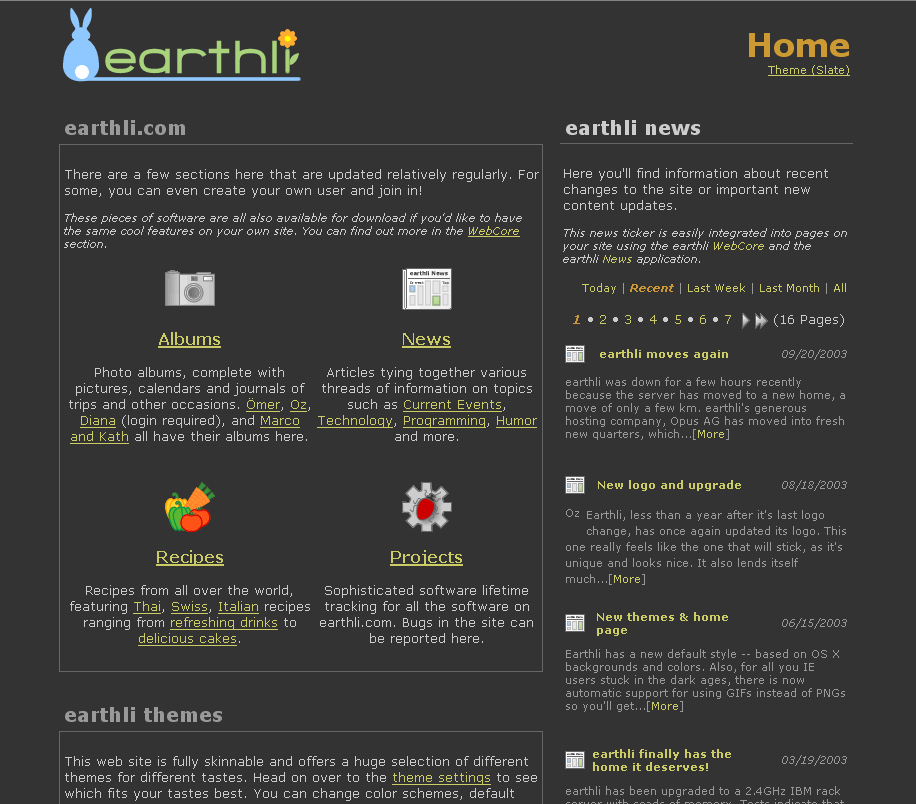 earthli
Home
Theme (Slate)
earthli.com
There are a few sections here that are updated relatively regularly. For
some, you can even create your own user and join in!
These pieces of software are all also available for download if you'd like to have
the same cool features on your own site. You can find out more in the WebCore
section.
Albums
Photo albums, complete with
pictures, calendars and journals of
trips and other occasions. Ömer, Oz,
Diana (login required), and Marco
and Kath all have their albums here.
earthli News
News
Articles tying together various
threads of information on topics
such as Current Events,
Technology, Programming, Humor
and more.
Recipes
Recipes from all over the world,
featuring Thai, Swiss, Italian recipes
ranging from refreshing drinks to
delicious cakes.
Projects
Sophisticated software lifetime
tracking for all the software on
earthli.com. Bugs in the site can
be reported here.
earthli themes
This web site is fully skinnable and offers a huge selection of different
themes for different tastes. Head on over to the theme settings to see
which fits your tastes best. You can change color schemes, default
earthli news
Here you'll find information about recent
changes to the site or important new
content updates.
This news ticker is easily integrated into pages on
your site using the earthli WebCore and the
earthli News application.
Today | Recent | Last Week | Last Month | All
1 • 2 • 3 • 4 • 5 • 6 • 7 (16 Pages)
earthli moves again 09/20/2003
earthli was down for a few hours recently
because the server has moved to a new home, a
move of only a few km. earthli's generous
hosting company, Opus AG has moved into fresh
new quarters, which...[More]
New logo and upgrade 08/18/2003
Oz Earthli, less than a year after it's last logo
change, has once again updated its logo. This
one really feels like the one that will stick, as it's
unique and looks nice. It also lends itself
much...[More]
New themes & home
page 06/15/2003
Earthli has a new default style -- based on OS X
backgrounds and colors. Also, for all you IE
users stuck in the dark ages, there is now
automatic support for using GIFs instead of PNGs
so you'll get...[More]
earthli finally has the
home it deserves! 03/19/2003
earthli has been upgraded to a 2.4GHz IBM rack
server with scads of memory. Tests indicate that